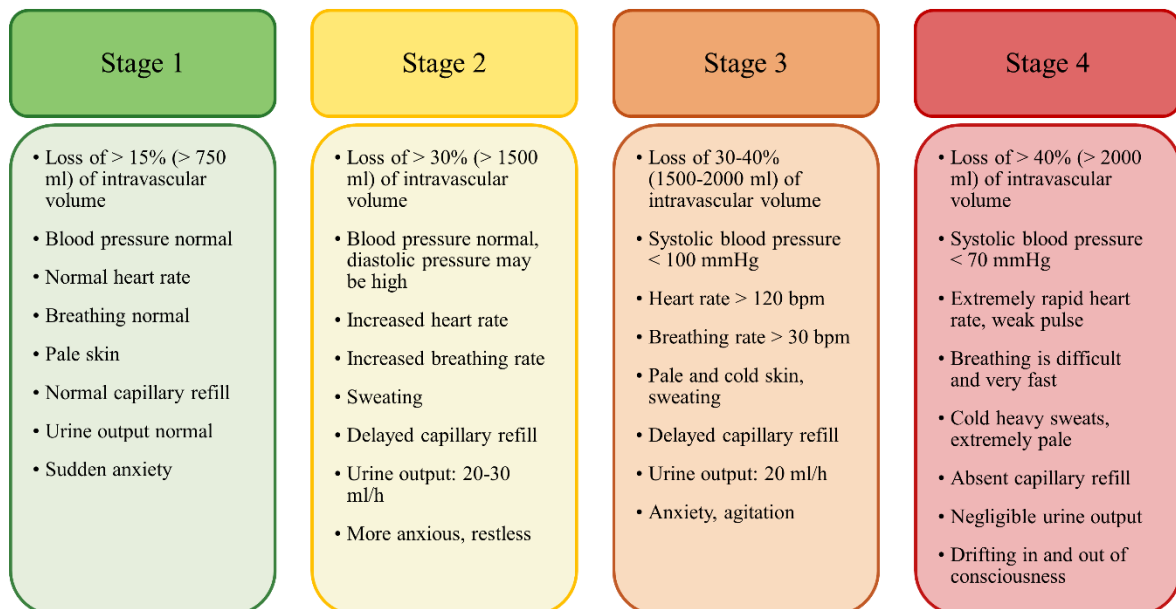 Stage 1
• Loss of > 15% (> 750
ml) of intravascular
volume
• Blood pressure normal
• Normal heart rate
• Breathing normal
• Pale skin
• Normal capillary refill
• Urine output normal
• Sudden anxiety
Stage 2
• Loss of > 30% (> 1500
ml) of intravascular
volume
• Blood pressure normal,
diastolic pressure may
be high
• Increased heart rate
• Increased breathing rate
• Sweating
• Delayed capillary refill
• Urine output: 20-30
ml/h
• More anxious, restless
Stage 3
• Loss of 30-40%
(1500-2000 ml) of
intravascular volume
• Systolic blood pressure
< 100 mmHg
• Heart rate > 120 bpm
• Breathing rate > 30 bpm
• Pale and cold skin,
sweating
• Delayed capillary refill
• Urine output: 20 ml/h
• Anxiety, agitation
Stage 4
• Loss of > 40% (> 2000
ml) of intravascular
volume
• Systolic blood pressure
< 70 mmHg
• Extremely rapid heart
rate, weak pulse
• Breathing is difficult
and very fast
• Cold heavy sweats,
extremely pale
• Absent capillary refill
• Negligible urine output
• Drifting in and out of
consciousness